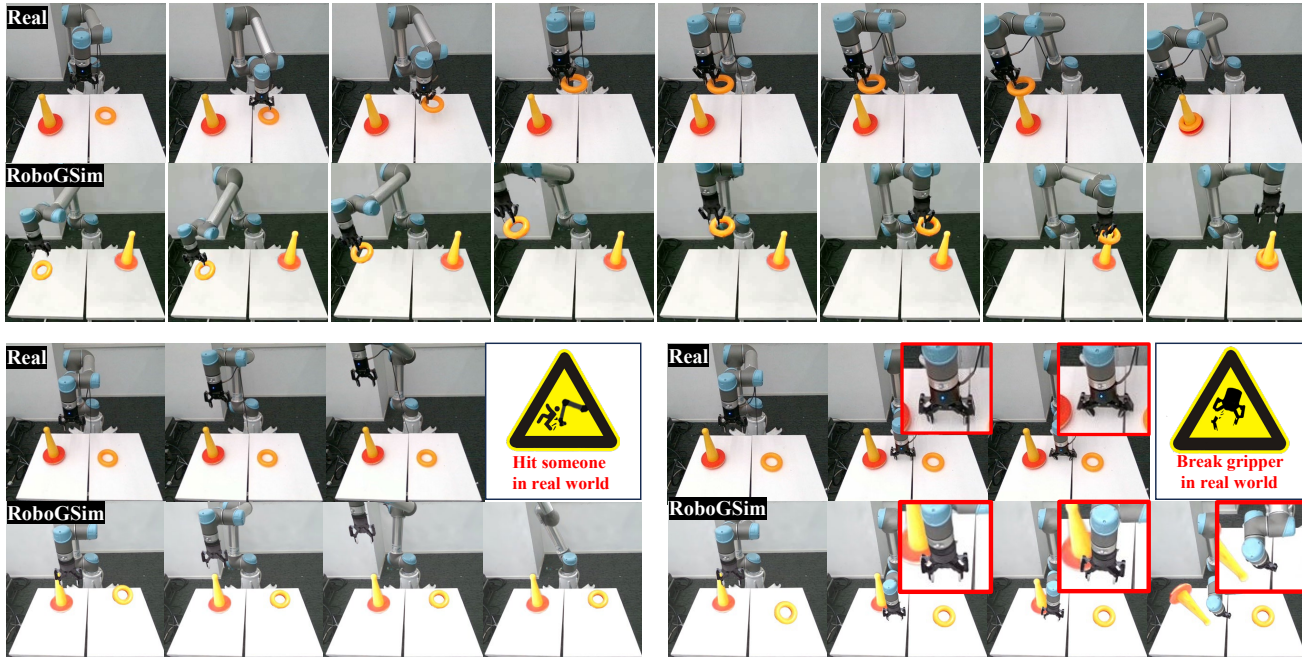 Real
RoboGSim
Real
Hit someone
in real world
RoboGSim
Real
Break gripper
in real world
RoboGSim